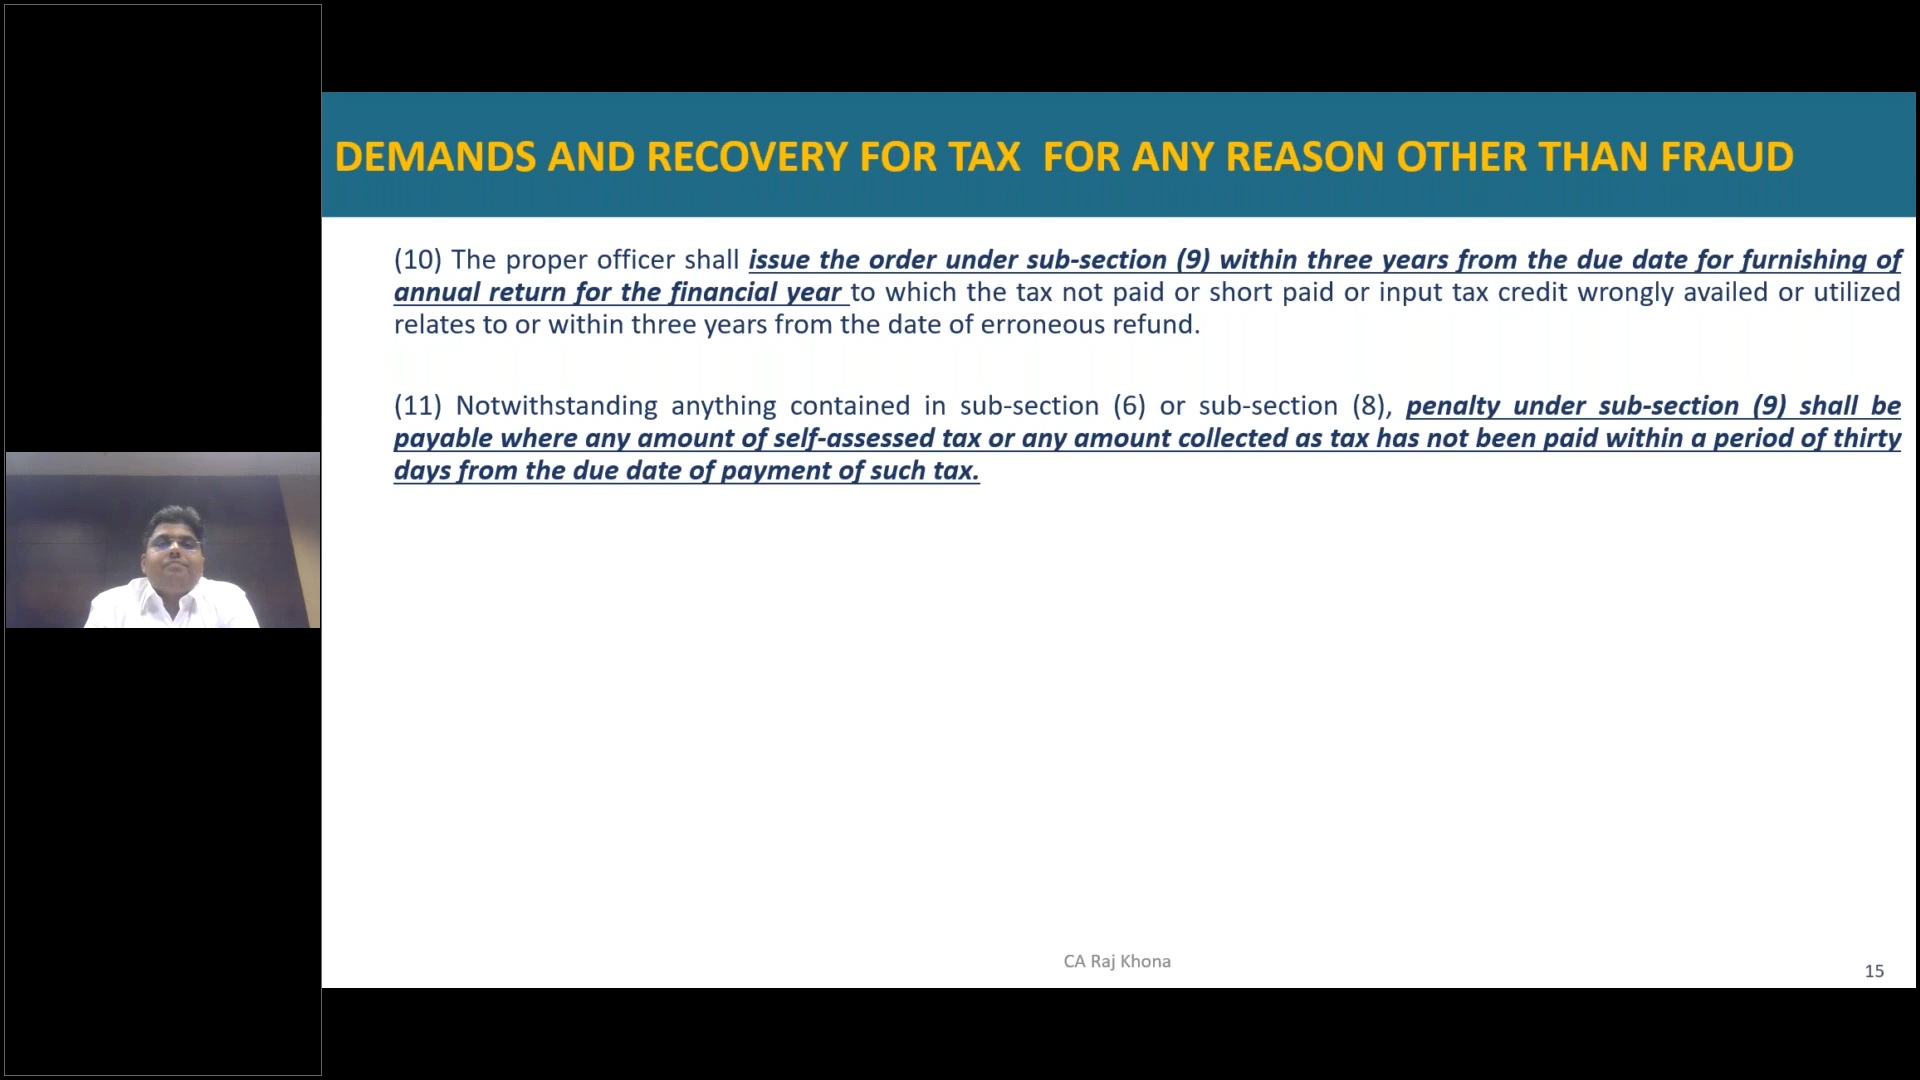 DEMANDS AND RECOVERY FOR TAX  FOR ANY REASON OTHER THAN FRAUD
(10) The proper officer shall issue the order under sub-section (9) within three years from the due date for furnishing of
annual return for the financial year to which the tax not paid or short paid or input tax credit wrongly availed or utilized
relates to or within three years from the date of erroneous refund.
(11) Notwithstanding anything contained in sub-section (6) or sub-section (8), penalty under sub-section (9) shall be
payable where any amount of self-assessed tax or any amount collected as tax has not been paid within a period of thirty
days from the due date of payment of such tax.
CA Raj Khona
15